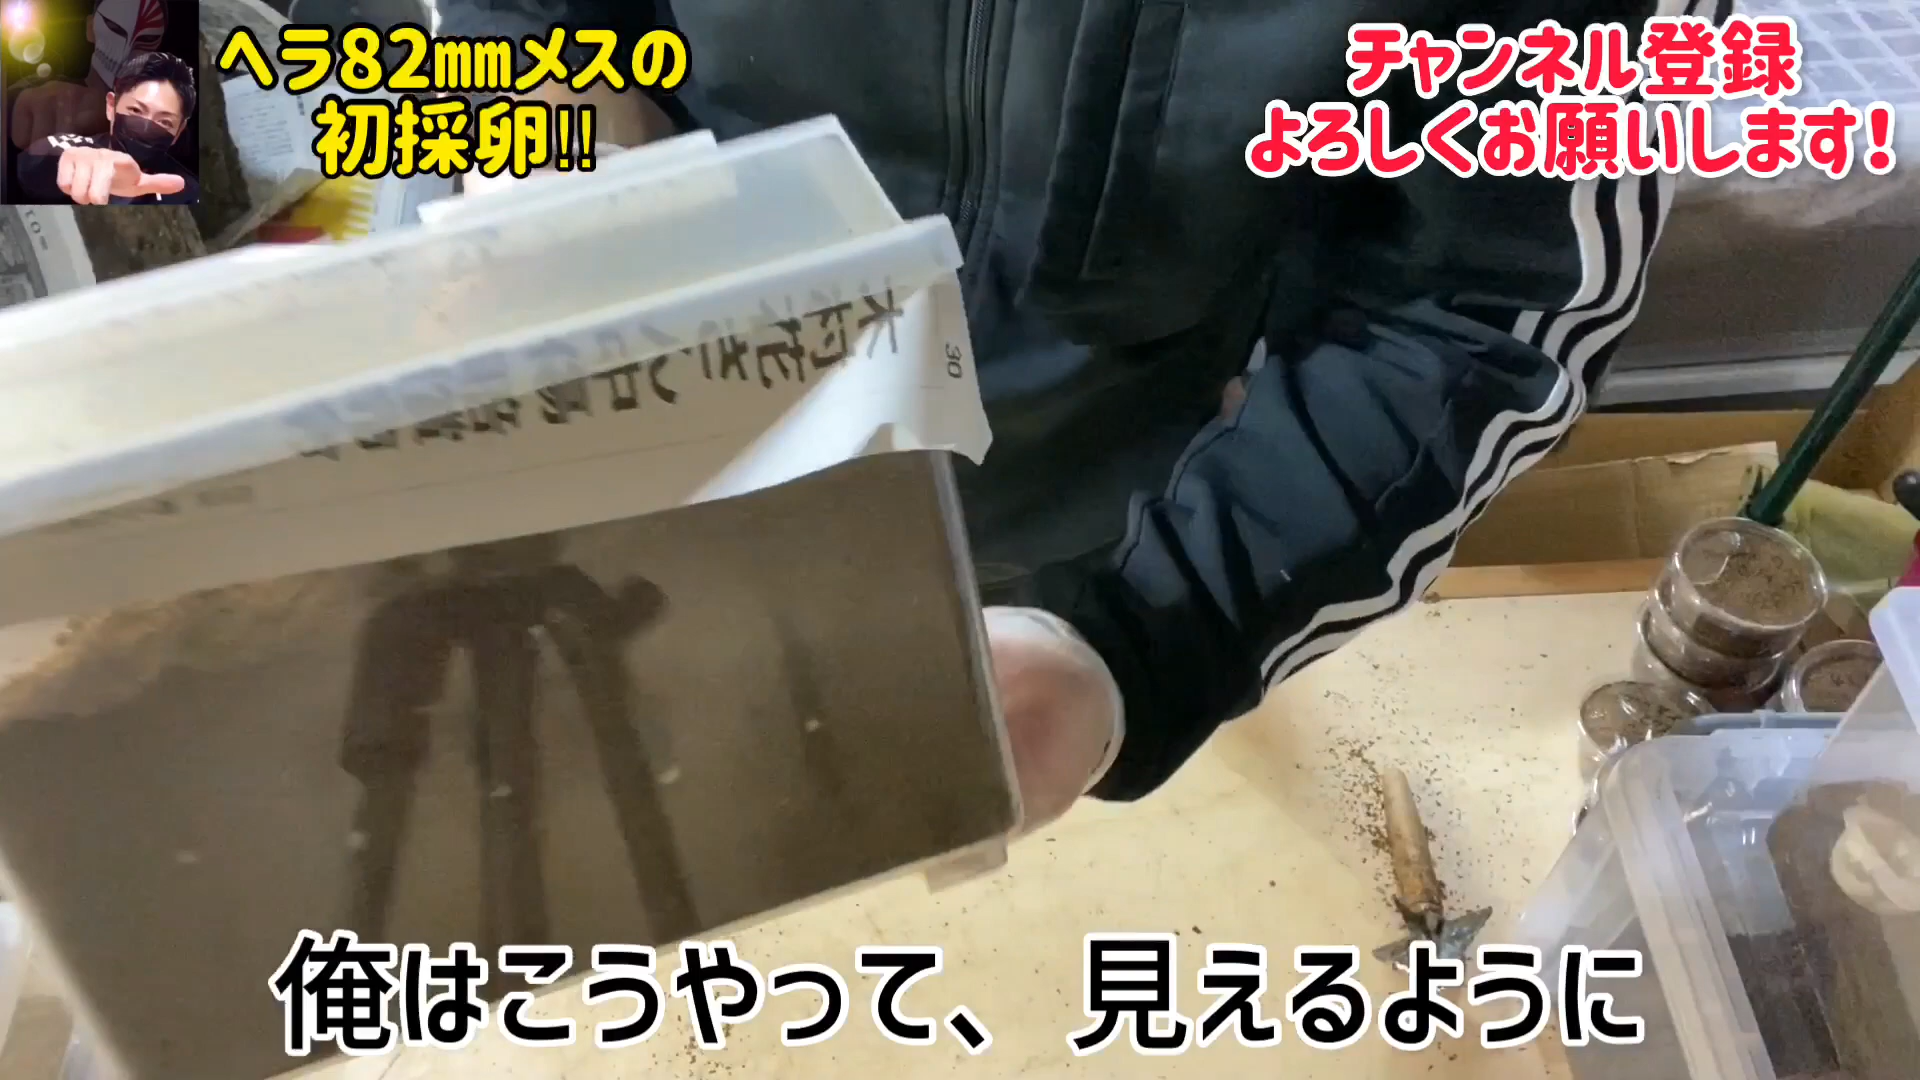 ヘラ82㎜メスの
初採卵!!
チャンネル登録
よろしくお願いします!
30
俺はこうやって、見えるように